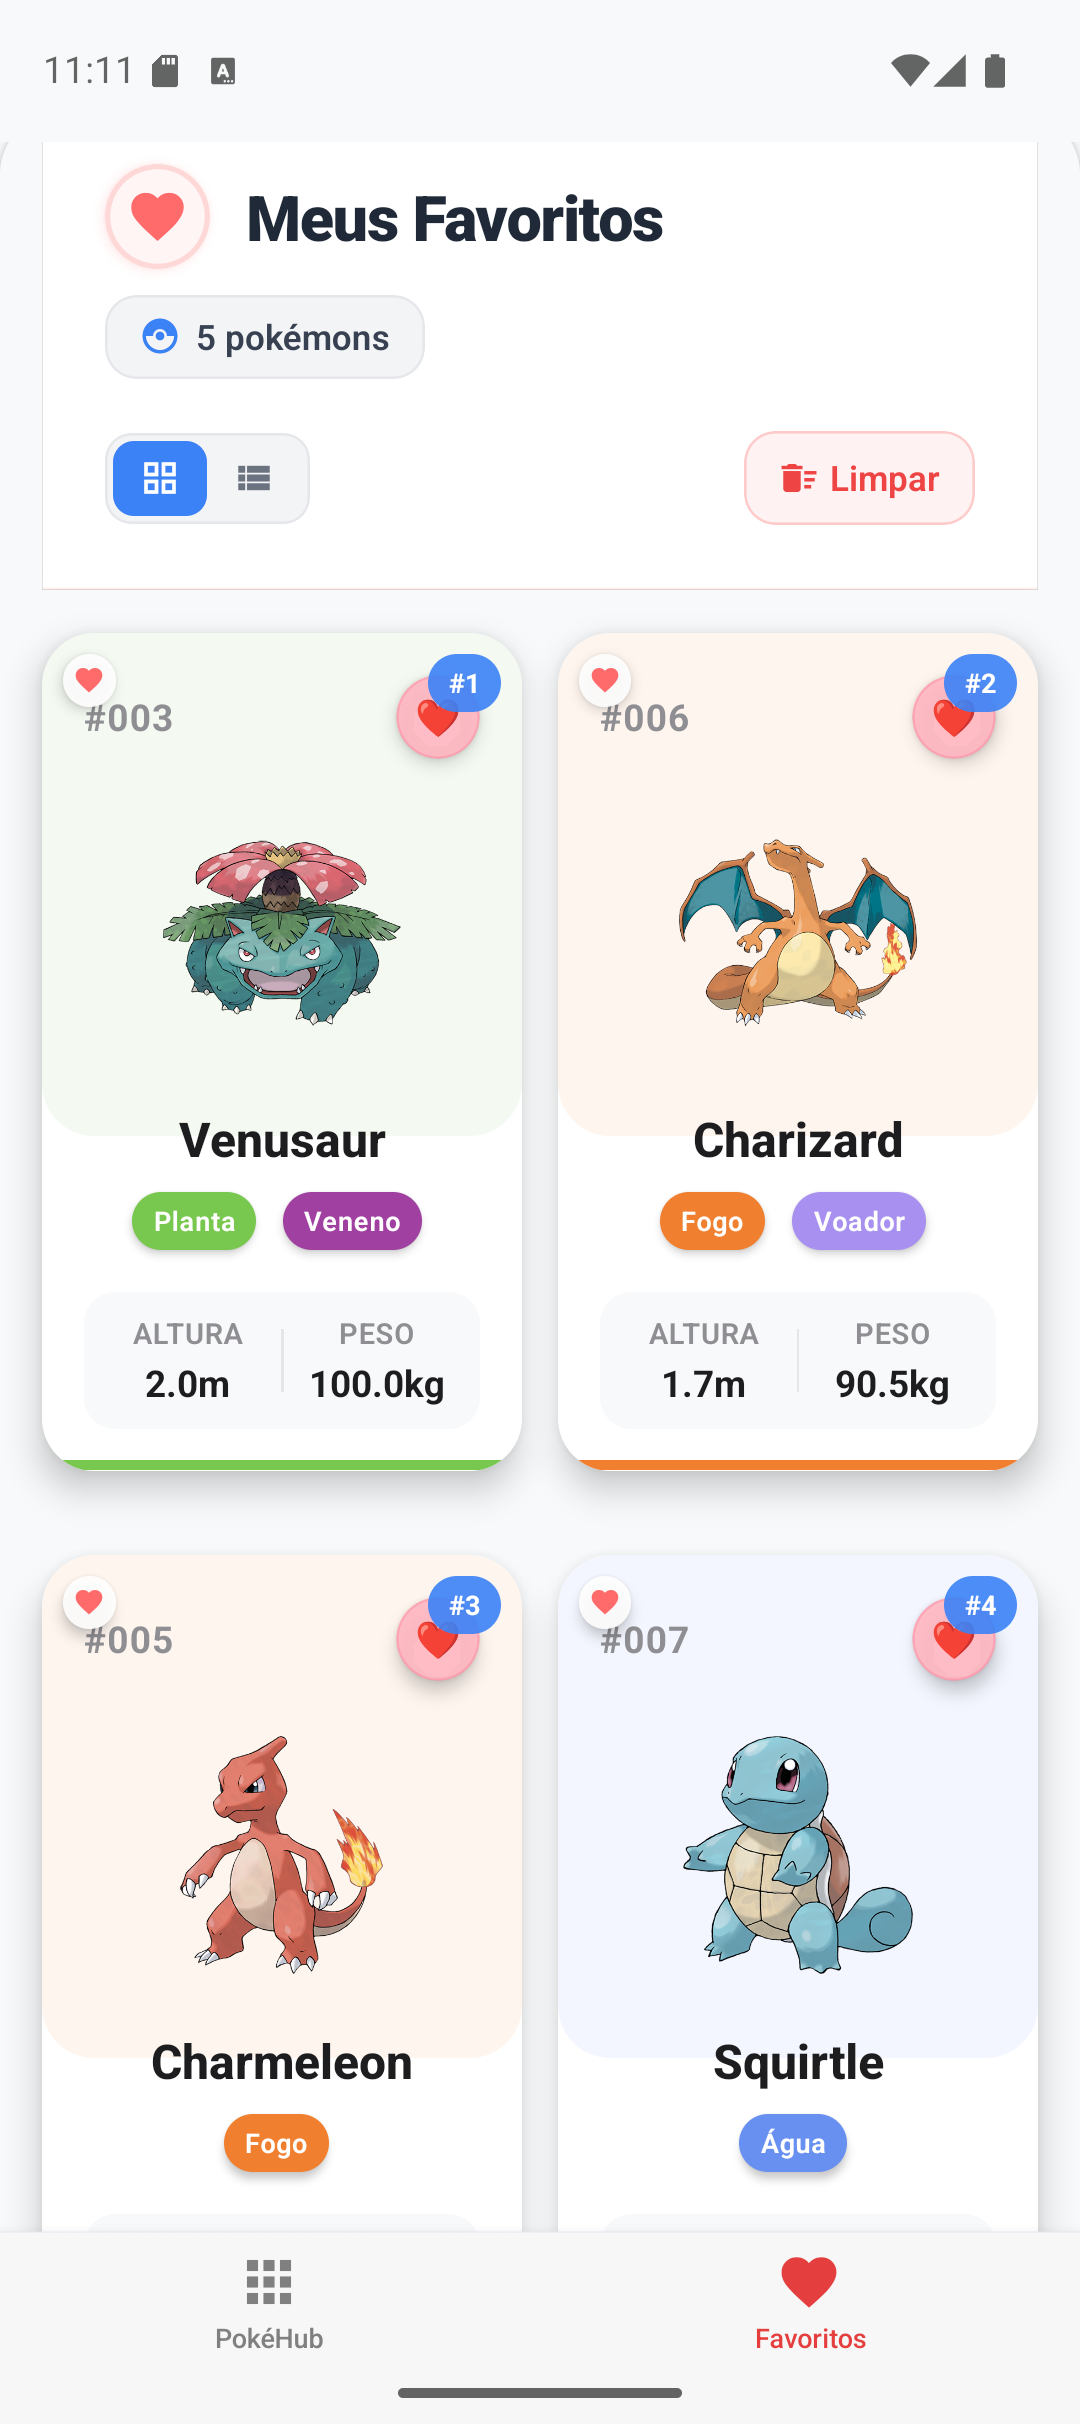 11:11
Meus Favoritos
5 pokémons
Limpar
#1
#003
#2
#006
Venusaur
Charizard
Planta Veneno
Fogo Voador
ALTURA PESO
2.0m 100.0kg
ALTURA PESO
1.7m 90.5kg
#3
#005
#4
#007
Charmeleon
Squirtle
Fogo
Água
PokéHub
Favoritos